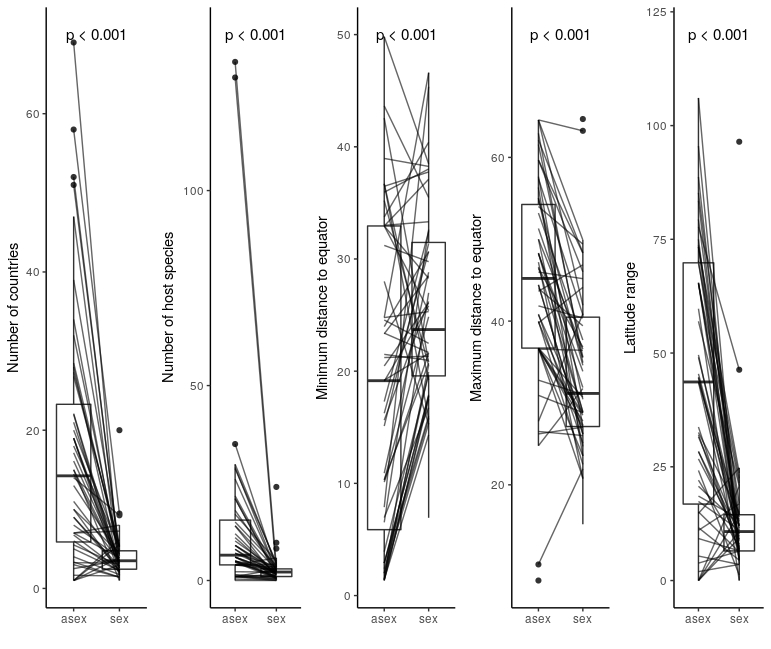 p < 0.001
p < 0.001
p < 0.001
p < 0.001
p < 0.001
Number of countries
60
40
20
0
asex
sex
Number of host species
100
50
0
asex
sex
Minimum distance to equator
50
40
30
20
10
0
asex
sex
Maximum distance to equator
60
40
20
asex
sex
Latitude range
125
100
75
50
25
0
asex
sex